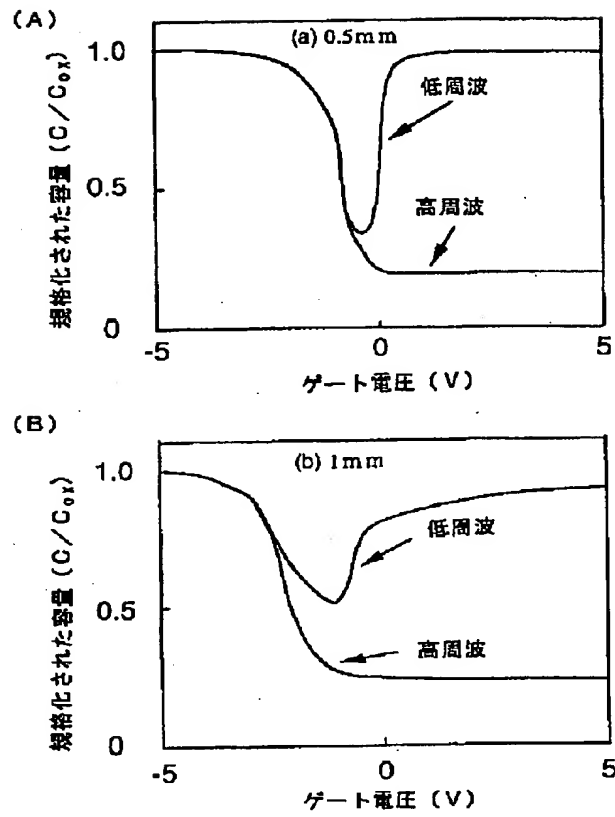 (A)
(a) 0.5mm
規格化された容量 (C/Cox)
1.0
0.5
0
低周波
高周波
-5
0
5
ゲート電圧 (V)
(B)
(b) 1mm
規格化された容量 (C/Cox)
1.0
0.5
0
低周波
高周波
-5
0
5
ゲート電圧 (V)